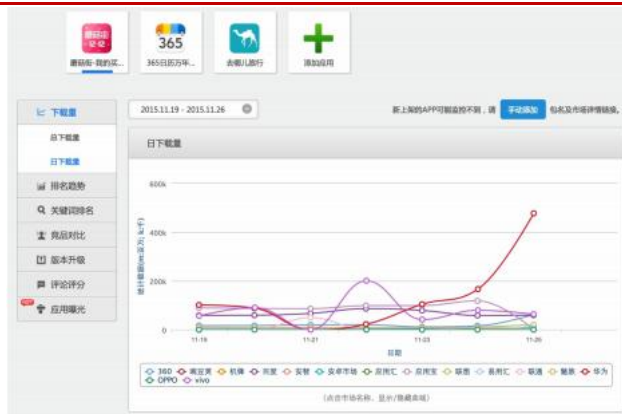 蘑菇街
蘑菇街-我的买...
365
365日历万年...
去哪儿旅行
添加应用
下载量
日下载量
排名趋势
关键词排名
竞品对比
版本升级
评论评分
应用曝光
2015.11.19 - 2015.11.26
新上架的APP可能监控不到，请 手动添加 包名及市场详情链接。
日下载量
600k
400k
200k
0
11-19 11-21 11-23 11-26
日期
360 豌豆荚 机锋 百度 安智 安卓市场 应用汇 应用宝 联想 易用汇 联通 魅族 华为
OPPO vivo
(点击市场名称，显示/隐藏曲线)